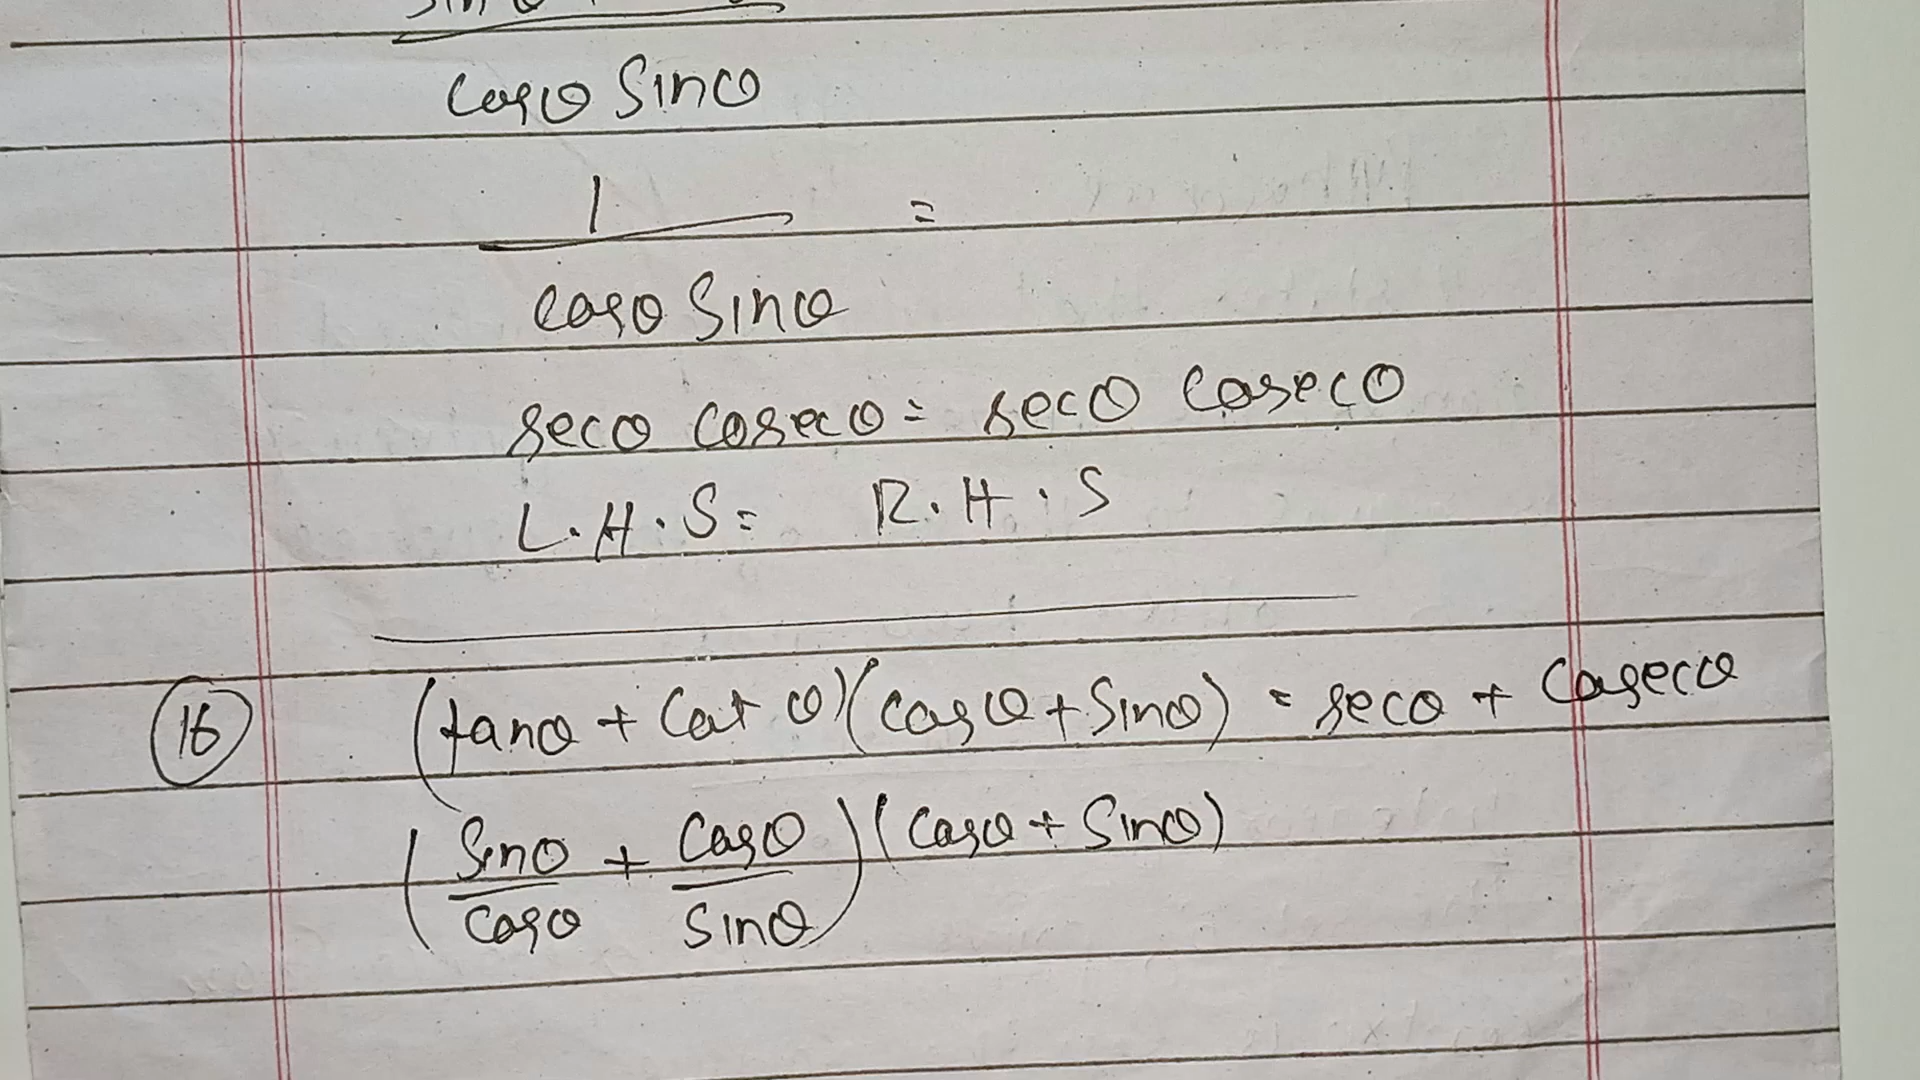 cosθ sinθ
1 =
cosθ sinθ
secθ cosecθ = secθ cosecθ
L.H.S = R.H.S
16 (tanθ + cotθ)(cosθ + sinθ) = secθ + cosecθ
(sinθ/cosθ + cosθ/sinθ)(cosθ + sinθ)